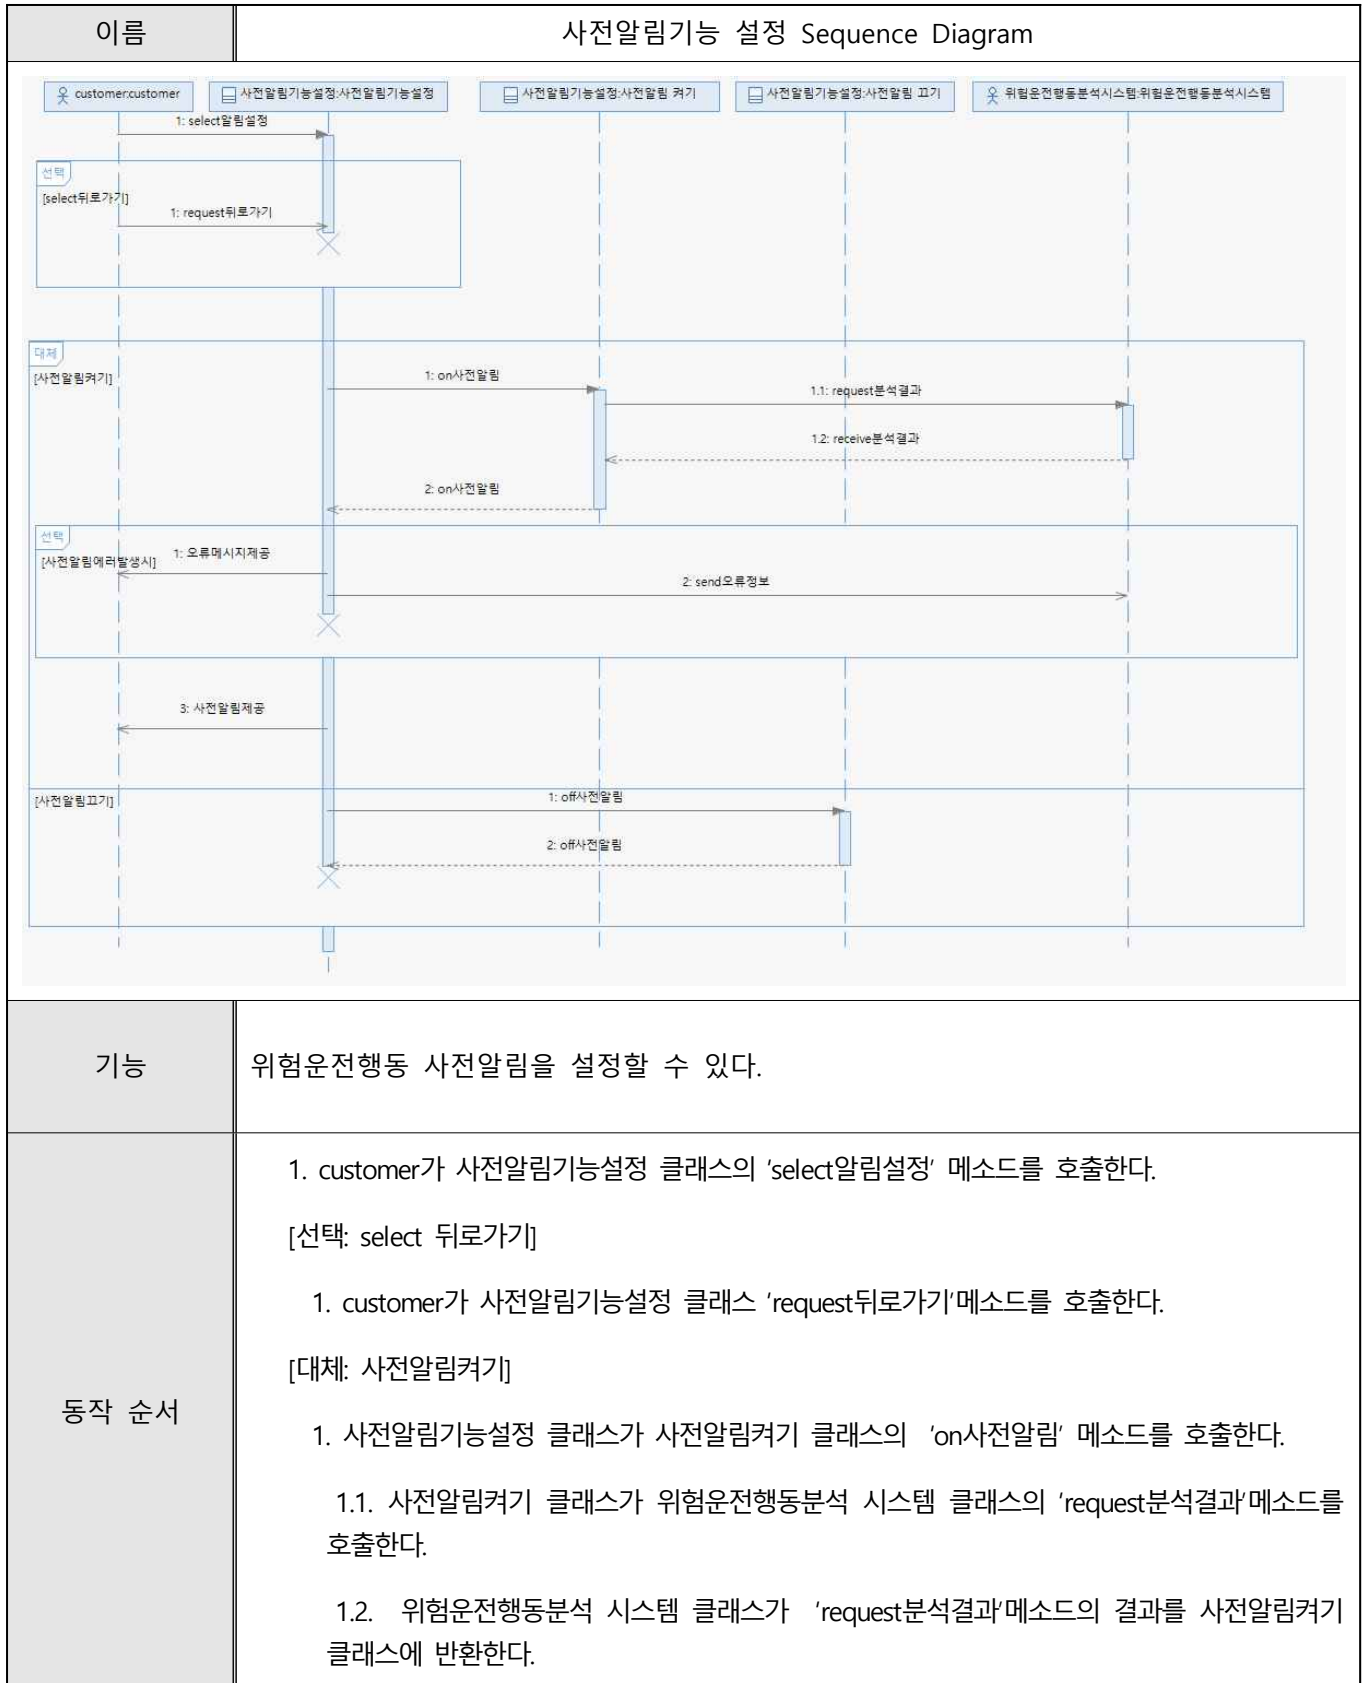 이름
사전알림기능 설정 Sequence Diagram
customer:customer
사전알림기능설정:사전알림기능설정
사전알림기능설정:사전알림 켜기
사전알림기능설정:사전알림 끄기
위험운전행동분석시스템:위험운전행동분석시스템
1: select알림설정
선택
[select뒤로가기]
1: request뒤로가기
대체
[사전알림켜기]
1: on사전알림
1.1: request분석결과
1.2: receive분석결과
2: on사전알림
선택
[사전알림에러발생시]
1: 오류메시지제공
2: send오류정보
3: 사전알림제공
[사전알림끄기]
1: off사전알림
2: off사전알림
기능
위험운전행동 사전알림을 설정할 수 있다.
동작 순서
1. customer가 사전알림기능설정 클래스의 'select알림설정' 메소드를 호출한다.
[선택: select 뒤로가기]
1. customer가 사전알림기능설정 클래스 'request뒤로가기'메소드를 호출한다.
[대체: 사전알림켜기]
1. 사전알림기능설정 클래스가 사전알림켜기 클래스의 'on사전알림' 메소드를 호출한다.
1.1. 사전알림켜기 클래스가 위험운전행동분석 시스템 클래스의 'request분석결과'메소드를
호출한다.
1.2. 위험운전행동분석 시스템 클래스가 'request분석결과'메소드의 결과를 사전알림켜기
클래스에 반환한다.